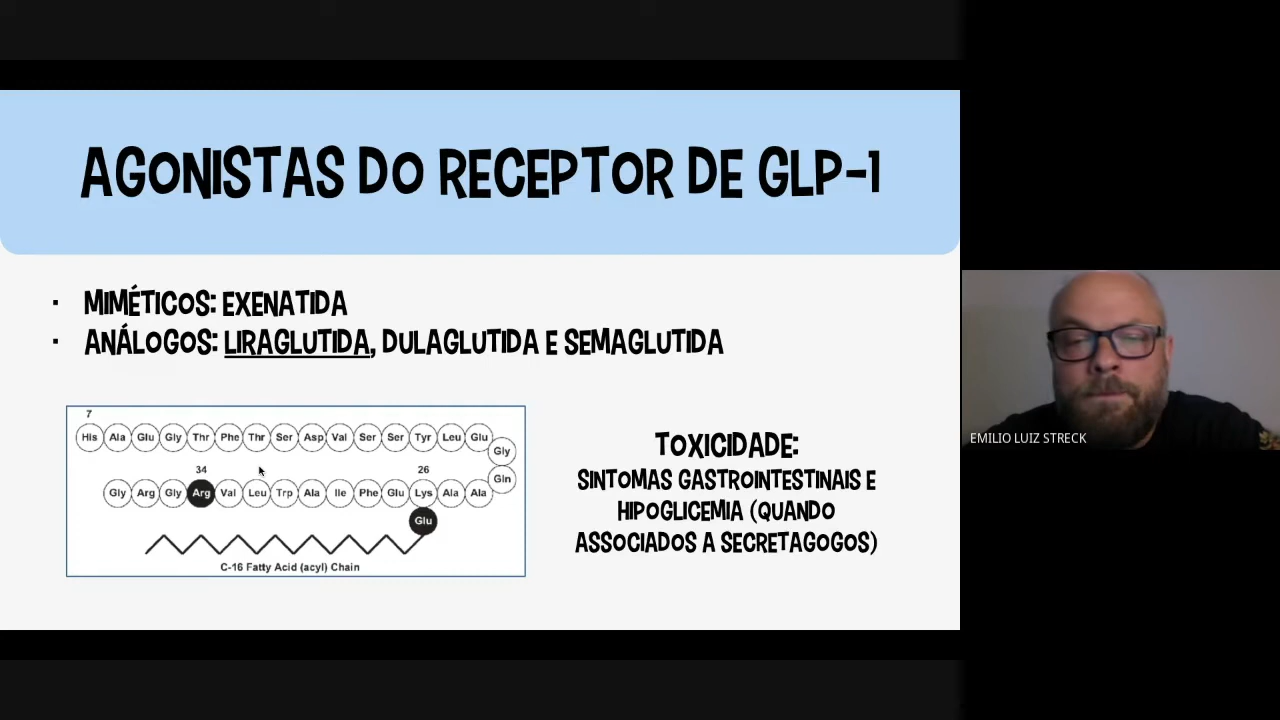 AGONISTAS DO RECEPTOR DE GLP-1
· MIMÉTICOS: EXENATIDA
· ANÁLOGOS: LIRAGLUTIDA, DULAGLUTIDA E SEMAGLUTIDA
7
His Ala Glu Gly Thr Phe Thr Ser Asp Val Ser Ser Tyr Leu Glu
Gly
34 26
Gln
Gly Arg Gly Arg Val Leu Trp Ala Ile Phe Glu Lys Ala Ala
Glu
C-16 Fatty Acid (acyl) Chain
TOXICIDADE:
SINTOMAS GASTROINTESTINAIS E
HIPOGLICEMIA (QUANDO
ASSOCIADOS A SECRETAGOGOS)
EMILIO LUIZ STRECK